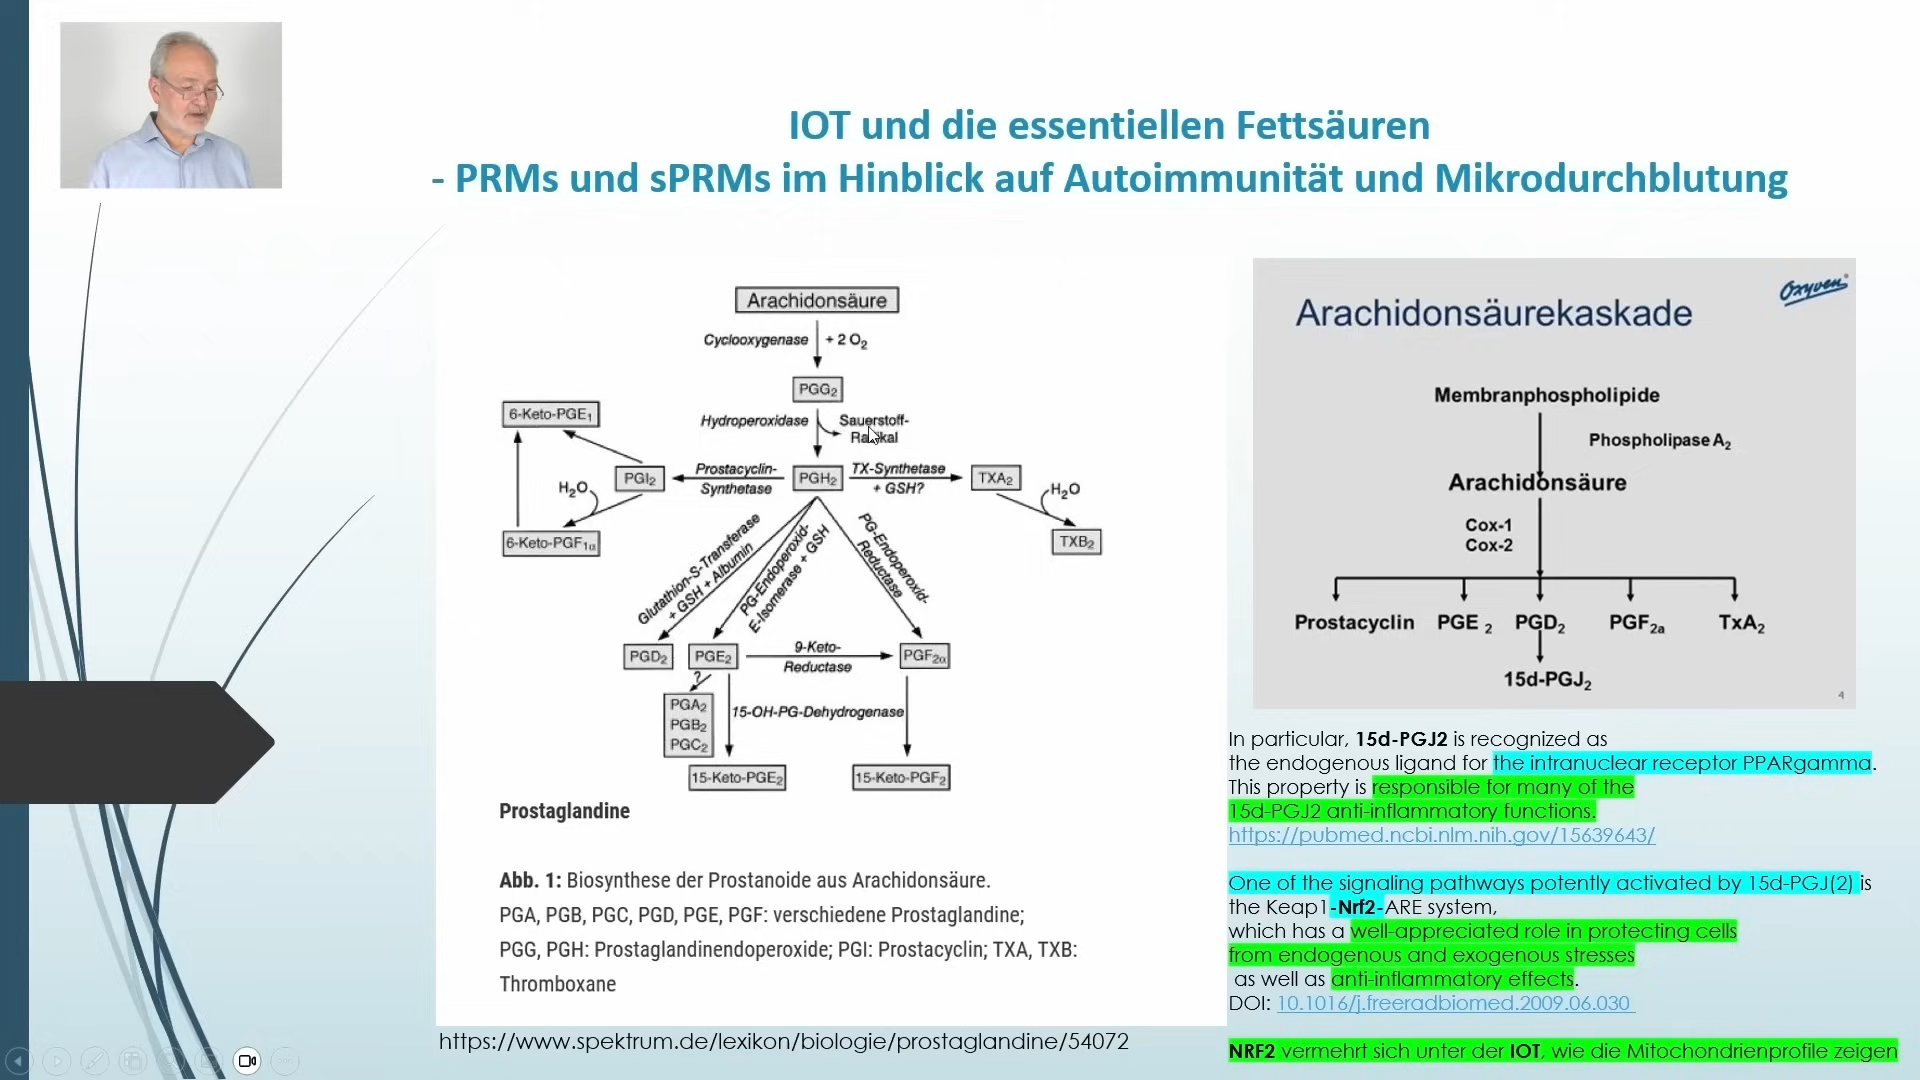 IOT und die essentiellen Fettsäuren
- PRMs und sPRMs im Hinblick auf Autoimmunität und Mikrodurchblutung
Arachidonsäure
Cyclooxygenase + 2 O₂
PGG₂
6-Keto-PGE₁
Hydroperoxidase
Sauerstoff-
Radikal
PGI₂
Prostacyclin-
Synthetase
PGH₂
TX-Synthetase
+ GSH?
TXA₂
H₂O
H₂O
6-Keto-PGF₁α
TXB₂
Glutathion-S-Transferase
+ GSH + Albumin
PG-Endoperoxid-
E-Isomerase + GSH
PG-Endoperoxid-
Reductase
PGD₂
PGE₂
9-Keto-
Reductase
PGF₂α
?
PGA₂
PGB₂
PGC₂
15-OH-PG-Dehydrogenase
15-Keto-PGE₂
15-Keto-PGF₂
Prostaglandine
Abb. 1: Biosynthese der Prostanoide aus Arachidonsäure.
PGA, PGB, PGC, PGD, PGE, PGF: verschiedene Prostaglandine;
PGG, PGH: Prostaglandinendoperoxide; PGI: Prostacyclin; TXA, TXB:
Thromboxane
https://www.spektrum.de/lexikon/biologie/prostaglandine/54072
Oxyven®
Arachidonsäurekaskade
Membranphospholipide
Phospholipase A₂
Arachidonsäure
Cox-1
Cox-2
Prostacyclin PGE ₂ PGD₂ PGF₂a TxA₂
15d-PGJ₂
4
In particular, 15d-PGJ2 is recognized as
the endogenous ligand for the intranuclear receptor PPARgamma.
This property is responsible for many of the
15d-PGJ2 anti-inflammatory functions.
https://pubmed.ncbi.nlm.nih.gov/15639643/
One of the signaling pathways potently activated by 15d-PGJ(2) is
the Keap1-Nrf2-ARE system,
which has a well-appreciated role in protecting cells
from endogenous and exogenous stresses
as well as anti-inflammatory effects.
DOI: 10.1016/j.freeradbiomed.2009.06.030
NRF2 vermehrt sich unter der IOT, wie die Mitochondrienprofile zeigen